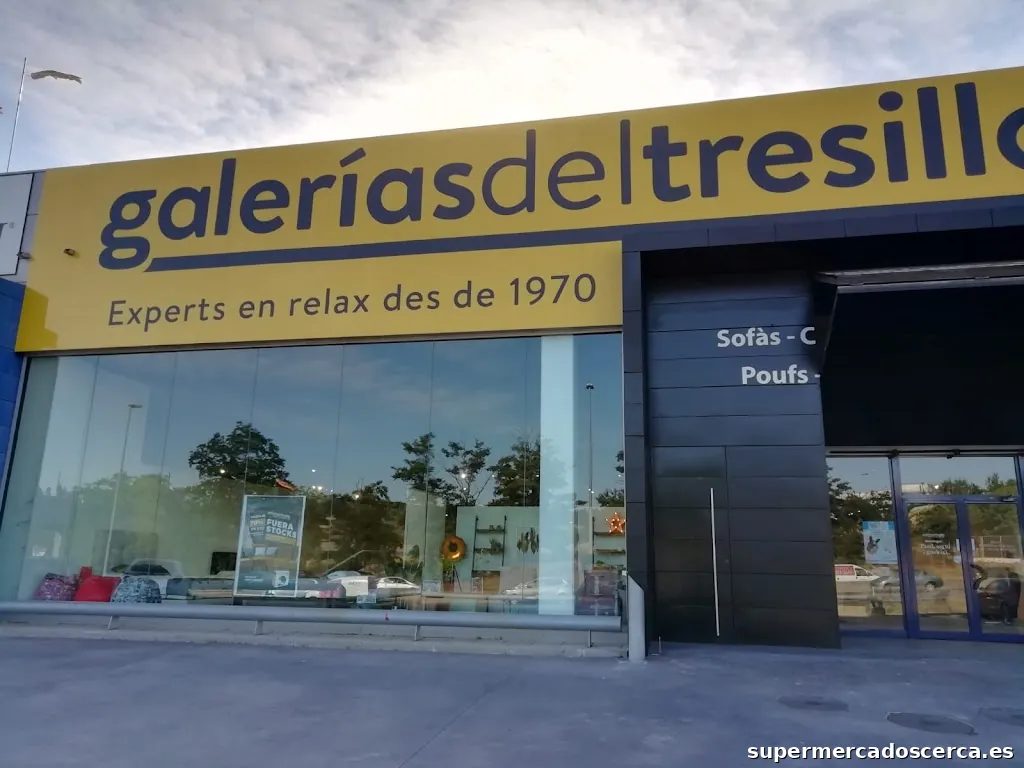 galeríasdeltresillo
Experts en relax des de 1970
Sofàs - C
Poufs -
FUERA
STOCKS
supermercadoscerca.es